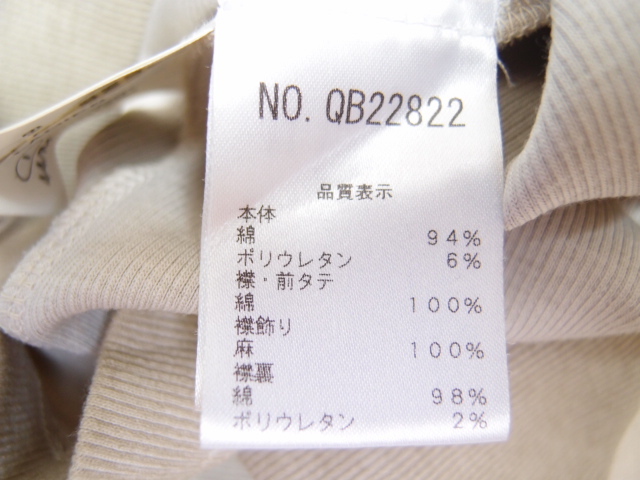 NO. QB22822
品質表示
本体
綿 94%
ポリウレタン 6%
襟・前タテ
綿 100%
襟飾り
麻 100%
襟裏
綿 98%
ポリウレタン 2%